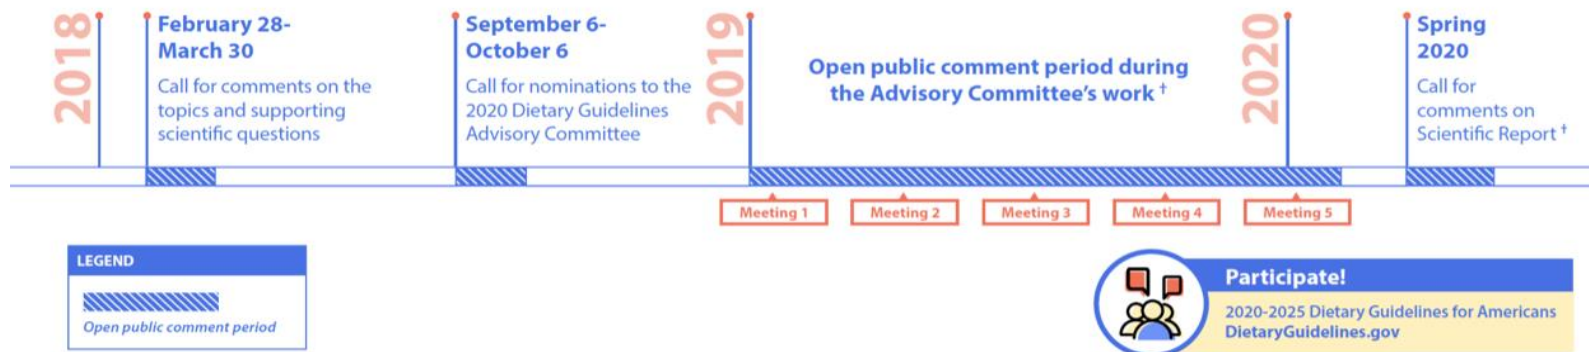 2018
February 28-
March 30
Call for comments on the
topics and supporting
scientific questions
September 6-
October 6
Call for nominations to the
2020 Dietary Guidelines
Advisory Committee
2019
Open public comment period during
the Advisory Committee's work †
2020
Spring
2020
Call for
comments on
Scientific Report †
Meeting 1
Meeting 2
Meeting 3
Meeting 4
Meeting 5
LEGEND
Open public comment period
Participate!
2020-2025 Dietary Guidelines for Americans
DietaryGuidelines.gov